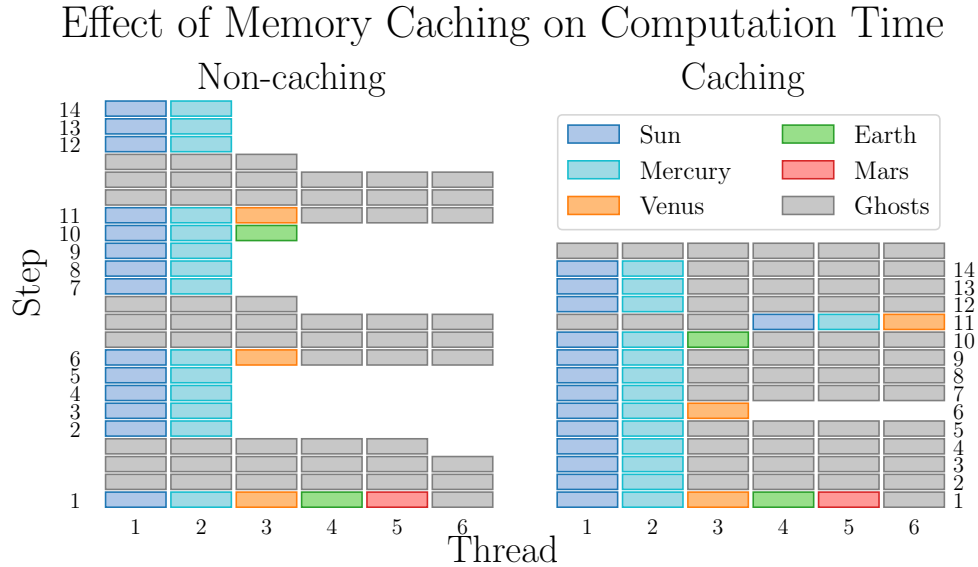 Effect of Memory Caching on Computation Time
Non-caching
Caching
Step
14
13
12
11
10
9
8
7
6
5
4
3
2
1
1 2 3 4 5 6
Sun
Mercury
Venus
Earth
Mars
Ghosts
14
13
12
11
10
9
8
7
6
5
4
3
2
1
1 2 3 4 5 6
Thread